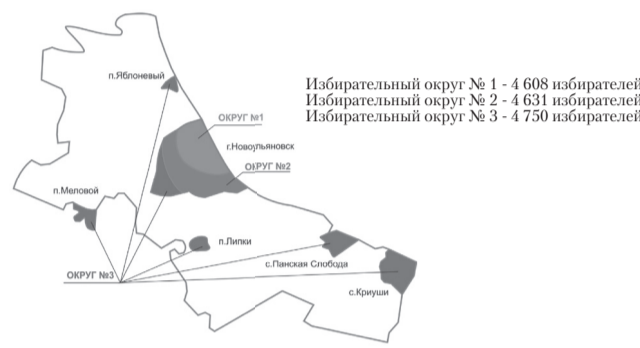 п.Яблоневый
Избирательный округ № 1 - 4 608 избирателей
Избирательный округ № 2 - 4 631 избирателей
Избирательный округ № 3 - 4 750 избирателей
ОКРУГ №1
г.Новоульяновск
ОКРУГ №2
п.Меловой
п.Липки
с.Панская Слобода
ОКРУГ №3
с.Криуши